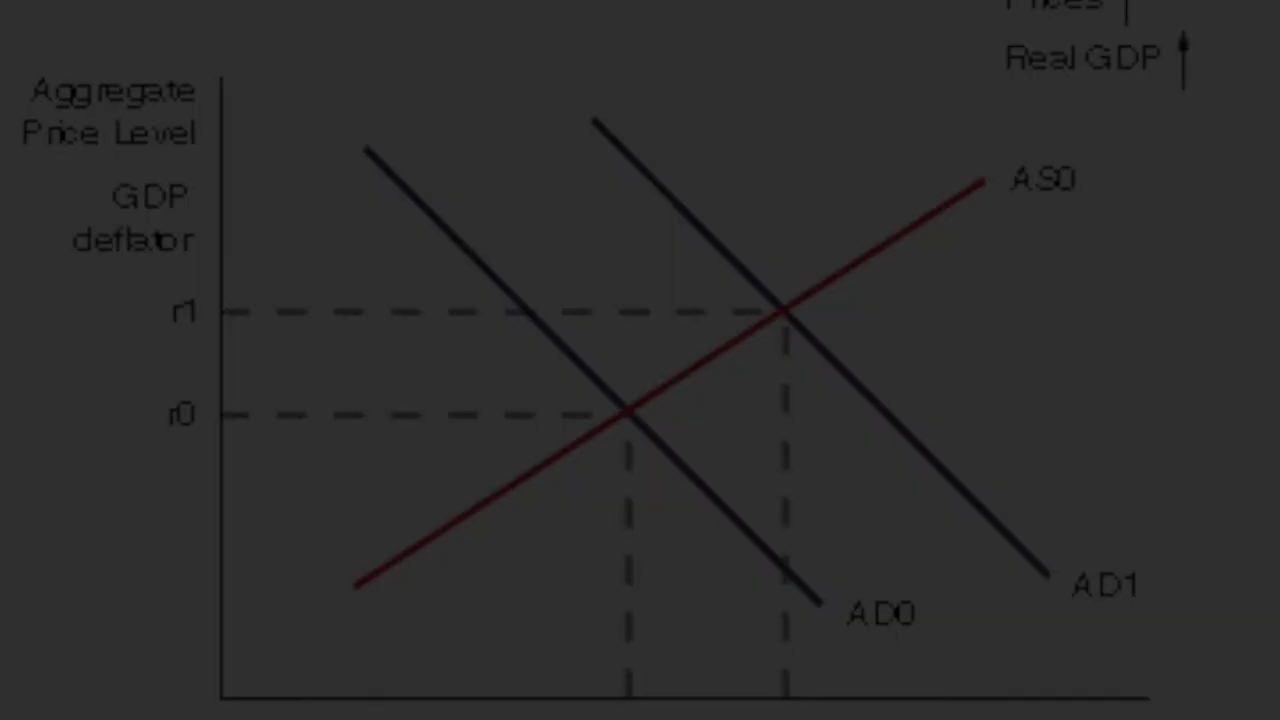 Prices
Real GDP
Aggregate
Price Level
GDP
deflator
r1
r0
AS0
AD1
AD0